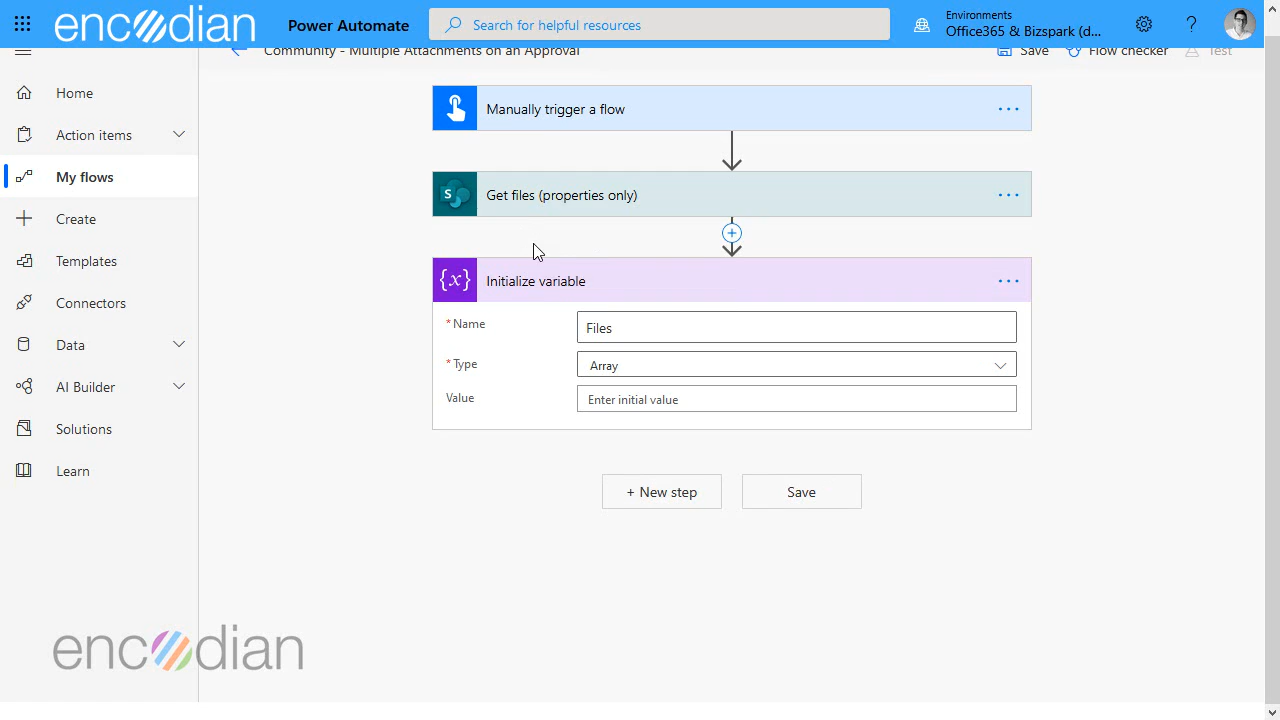 encodian
Power Automate
Search for helpful resources
Environments
Office365 & Bizspark (d...
?
Community - Multiple Attachments on an Approval
Save
Flow checker
Test
Home
Action items
My flows
Create
Templates
Connectors
Data
AI Builder
Solutions
Learn
Manually trigger a flow
...
S
Get files (properties only)
...
{x}
Initialize variable
...
* Name
Files
* Type
Array
Value
Enter initial value
+ New step
Save
encodian